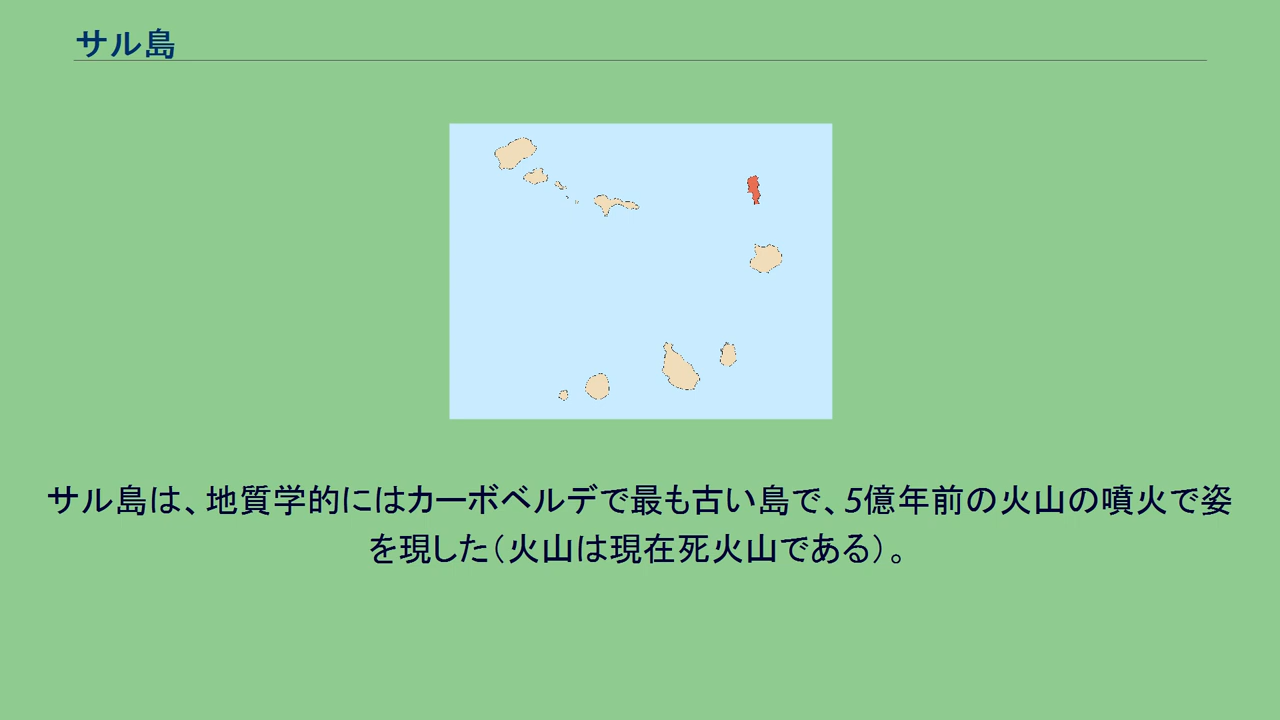 サル島
サル島は、地質学的にはカーボベルデで最も古い島で、5億年前の火山の噴火で姿
を現した（火山は現在死火山である）。